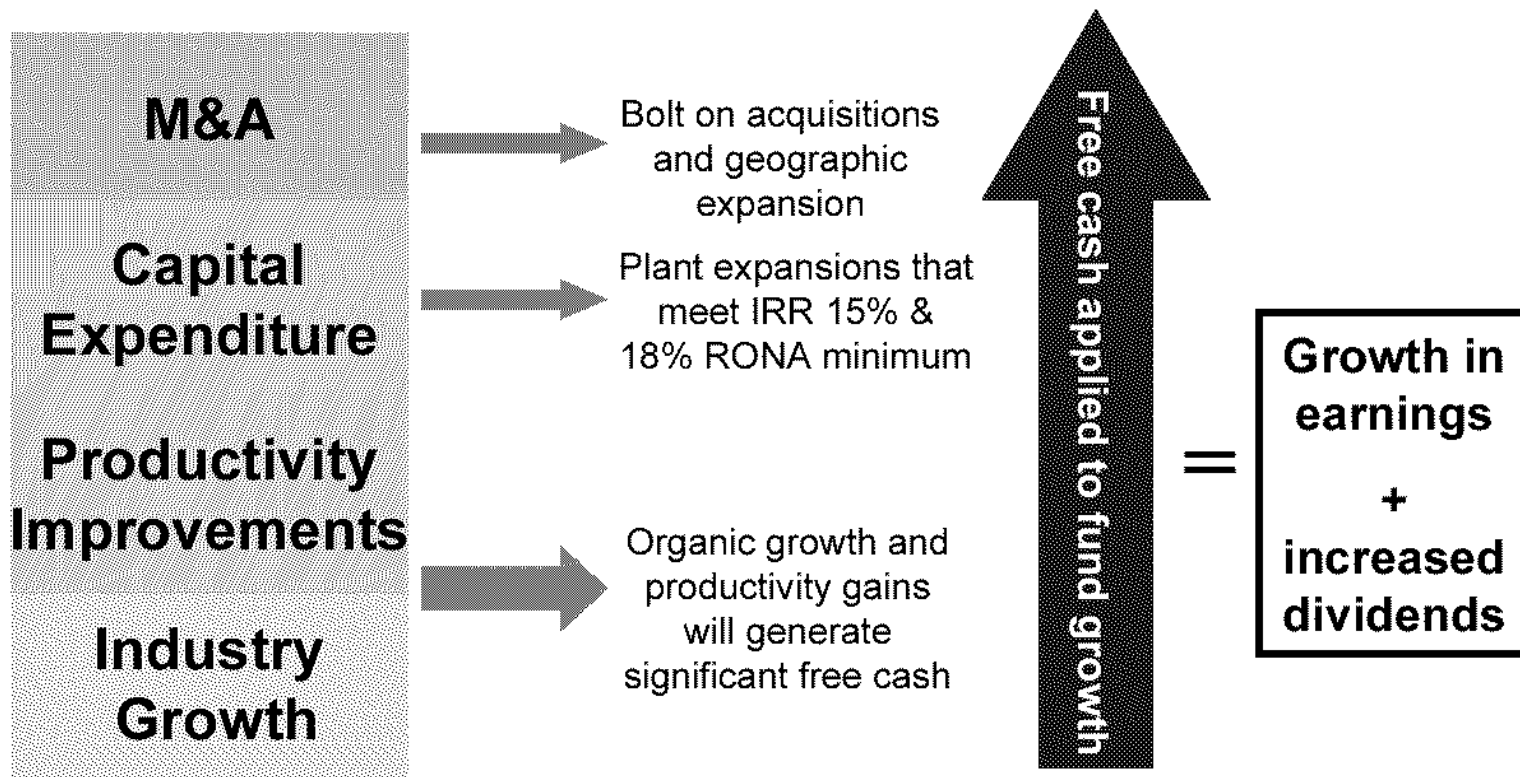 M&A
Capital
Expenditure
Productivity
Improvements
Industry
Growth
Bolt on acquisitions
and geographic
expansion
Plant expansions that
meet IRR 15% &
18% RONA minimum
Organic growth and
productivity gains
will generate
significant free cash
Free cash applied to fund growth
=
Growth in
earnings
+
increased
dividends